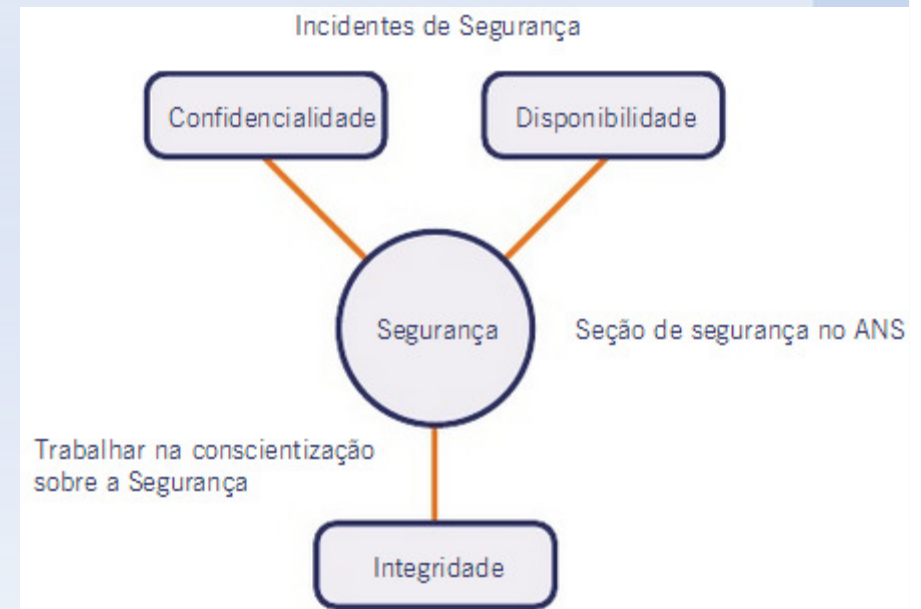 Incidentes de Segurança
Confidencialidade
Disponibilidade
Segurança
Seção de segurança no ANS
Trabalhar na conscientização
sobre a Segurança
Integridade